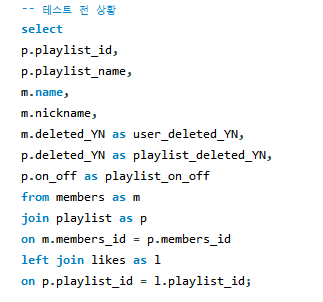 -- 테스트 전 상황
select
p.playlist_id,
p.playlist_name,
m.name,
m.nickname,
m.deleted_YN as user_deleted_YN,
p.deleted_YN as playlist_deleted_YN,
p.on_off as playlist_on_off
from members as m
join playlist as p
on m.members_id = p.members_id
left join likes as l
on p.playlist_id = l.playlist_id;